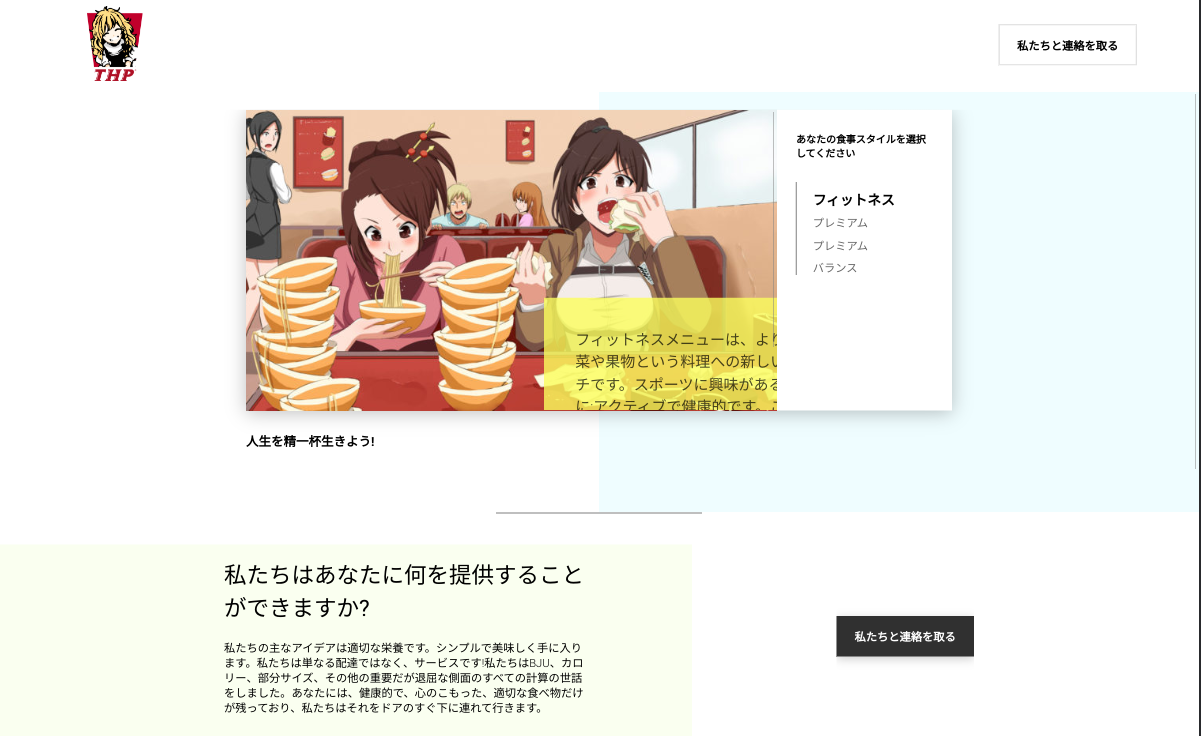 THP
私たちと連絡を取る
あなたの食事スタイルを選択
してください
フィットネス
プレミアム
プレミアム
バランス
フィットネスメニューは、より
菜や果物という料理への新しい
チです。スポーツに興味がある
に:アクティブで健康的です。こ
人生を精一杯生きよう!
私たちはあなたに何を提供すること
ができますか?
私たちの主なアイデアは適切な栄養です。シンプルで美味しく手に入り
ます。私たちは単なる配達ではなく、サービスです!私たちはBJU、カロ
リー、部分サイズ、その他の重要だが退屈な側面のすべての計算の世話
をしました。あなたには、健康的で、心のこもった、適切な食べ物だけ
が残っており、私たちはそれをドアのすぐ下に連れて行きます。
私たちと連絡を取る